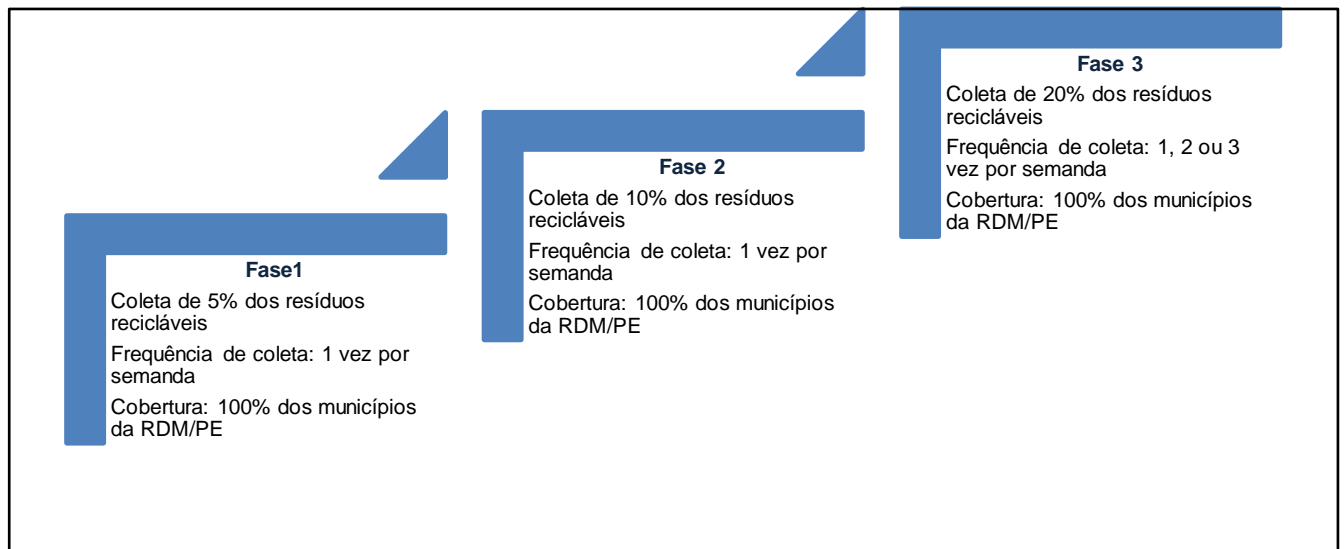 Fase1
Coleta de 5% dos resíduos
recicláveis
Frequência de coleta: 1 vez por
semanda
Cobertura: 100% dos municípios
da RDM/PE
Fase 2
Coleta de 10% dos resíduos
recicláveis
Frequência de coleta: 1 vez por
semanda
Cobertura: 100% dos municípios
da RDM/PE
Fase 3
Coleta de 20% dos resíduos
recicláveis
Frequência de coleta: 1, 2 ou 3
vez por semanda
Cobertura: 100% dos municípios
da RDM/PE